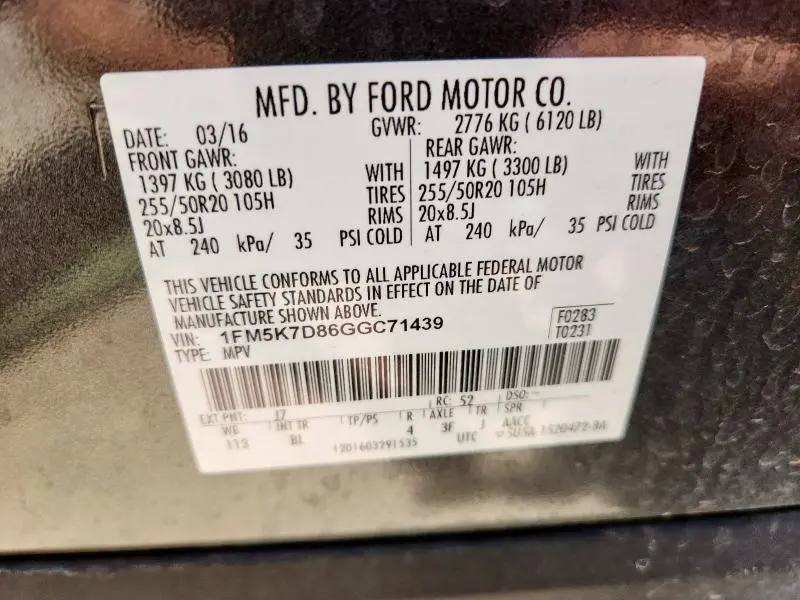 MFD. BY FORD MOTOR CO.
DATE: 03/16 GVWR: 2776 KG ( 6120 LB)
FRONT GAWR: REAR GAWR:
1397 KG ( 3080 LB) WITH 1497 KG ( 3300 LB) WITH
255/50R20 105H TIRES 255/50R20 105H TIRES
20x8.5J RIMS 20x8.5J RIMS
AT 240 kPa/ 35 PSI COLD AT 240 kPa/ 35 PSI COLD
THIS VEHICLE CONFORMS TO ALL APPLICABLE FEDERAL MOTOR
VEHICLE SAFETY STANDARDS IN EFFECT ON THE DATE OF
MANUFACTURE SHOWN ABOVE.
VIN: 1FM5K7D86GGC71439 F0283
TYPE: MPV T0231
RC: 52 DSO:
EXT PNT: J7
WB INT TR TP/PS R AXLE TR SPR
113 BL 4 3F J AACC
1201603291535 UTC